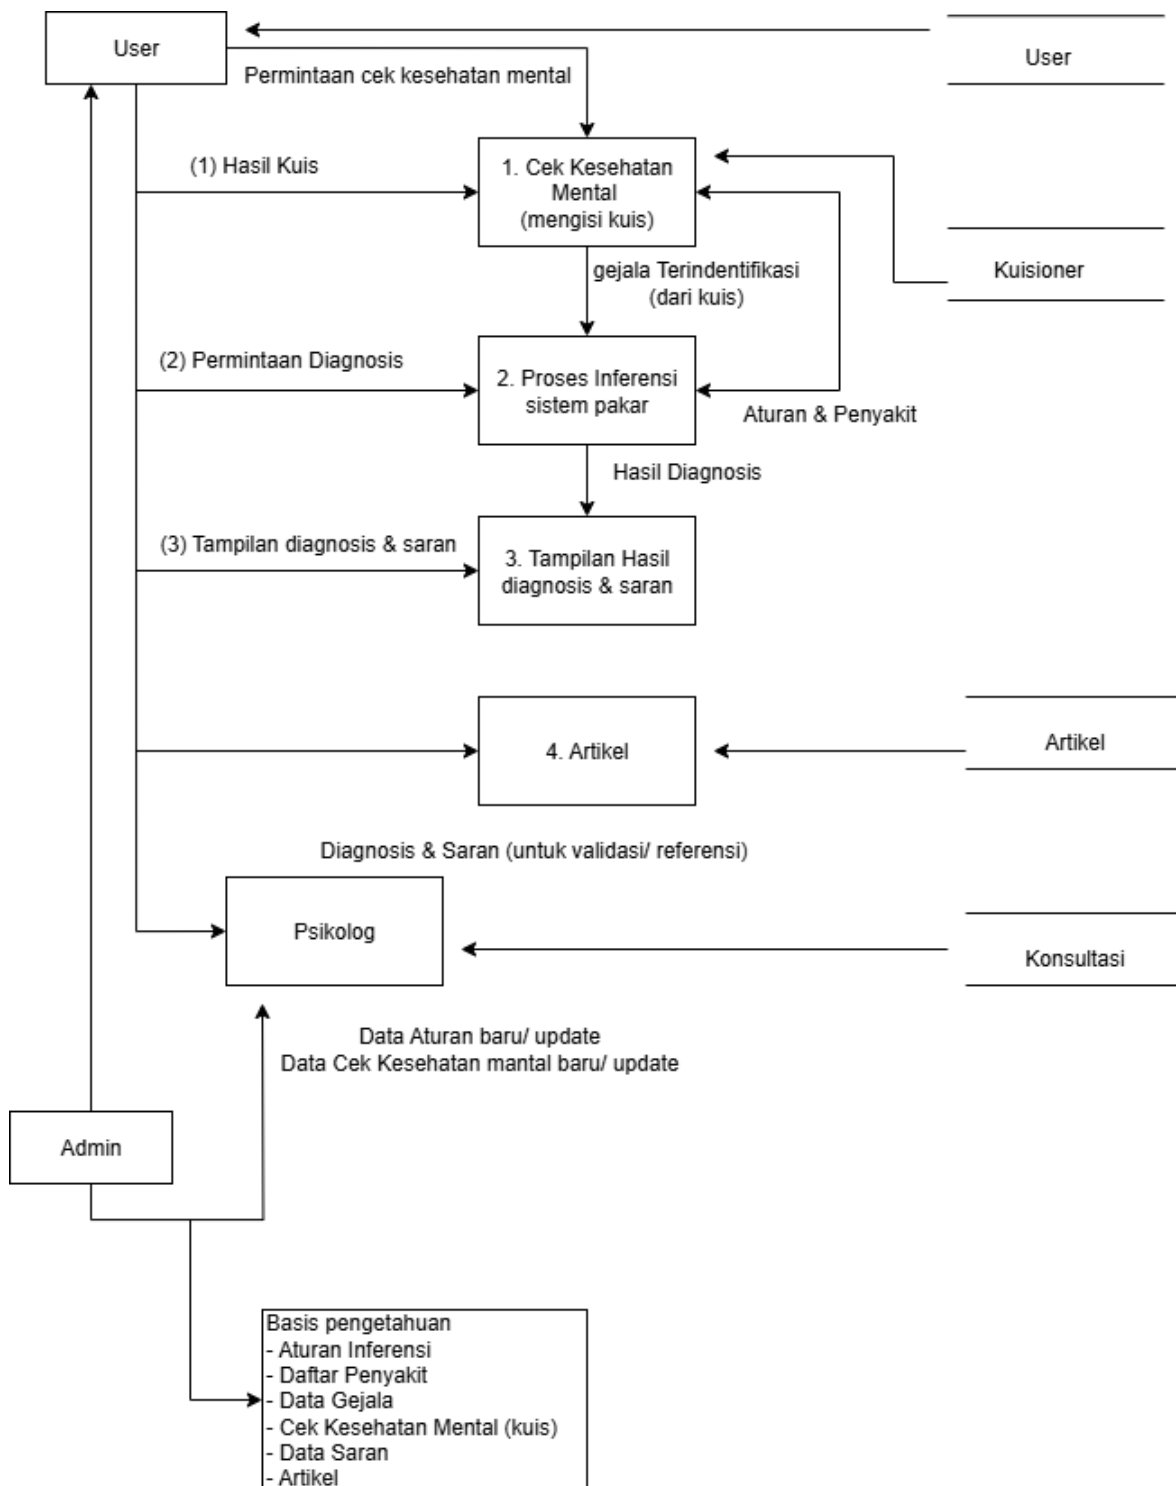 User
User
Permintaan cek kesehatan mental
(1) Hasil Kuis
1. Cek Kesehatan
Mental
(mengisi kuis)
gejala Terindentifikasi
(dari kuis)
Kuisioner
(2) Permintaan Diagnosis
2. Proses Inferensi
sistem pakar
Aturan & Penyakit
Hasil Diagnosis
(3) Tampilan diagnosis & saran
3. Tampilan Hasil
diagnosis & saran
4. Artikel
Artikel
Diagnosis & Saran (untuk validasi/ referensi)
Psikolog
Konsultasi
Data Aturan baru/ update
Data Cek Kesehatan mantal baru/ update
Admin
Basis pengetahuan
- Aturan Inferensi
- Daftar Penyakit
- Data Gejala
- Cek Kesehatan Mental (kuis)
- Data Saran
- Artikel